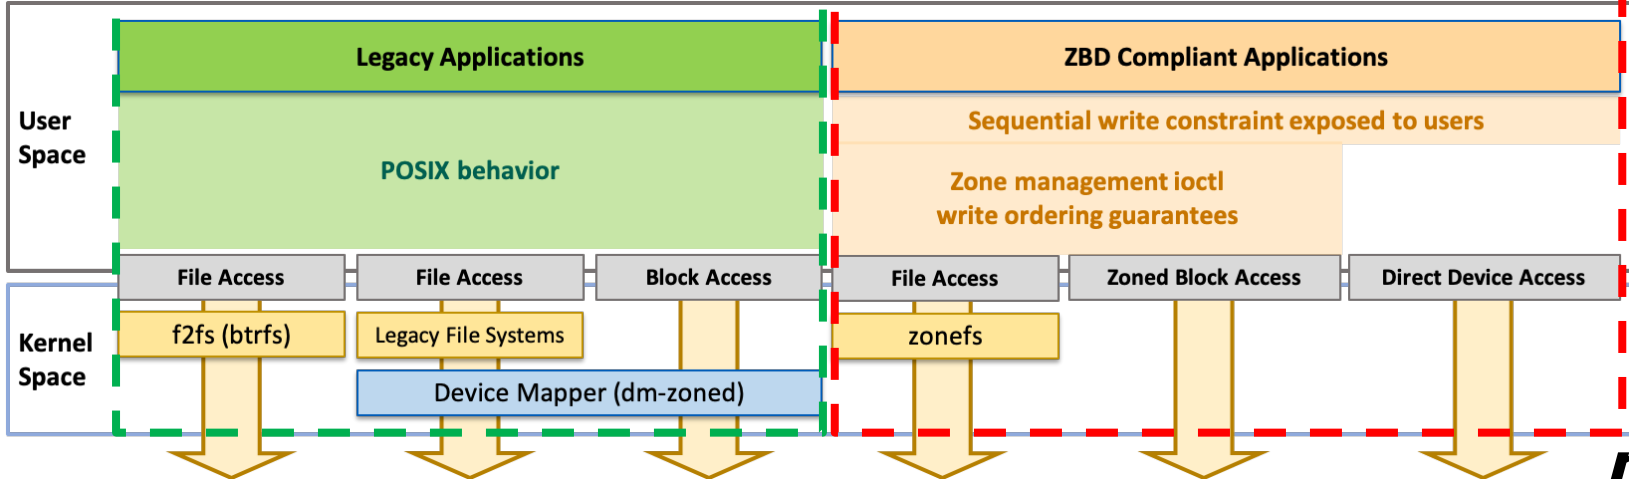 Legacy Applications
ZBD Compliant Applications
User
Space
POSIX behavior
Sequential write constraint exposed to users
Zone management ioctl
write ordering guarantees
File Access
File Access
Block Access
File Access
Zoned Block Access
Direct Device Access
Kernel
Space
f2fs (btrfs)
Legacy File Systems
zonefs
Device Mapper (dm-zoned)